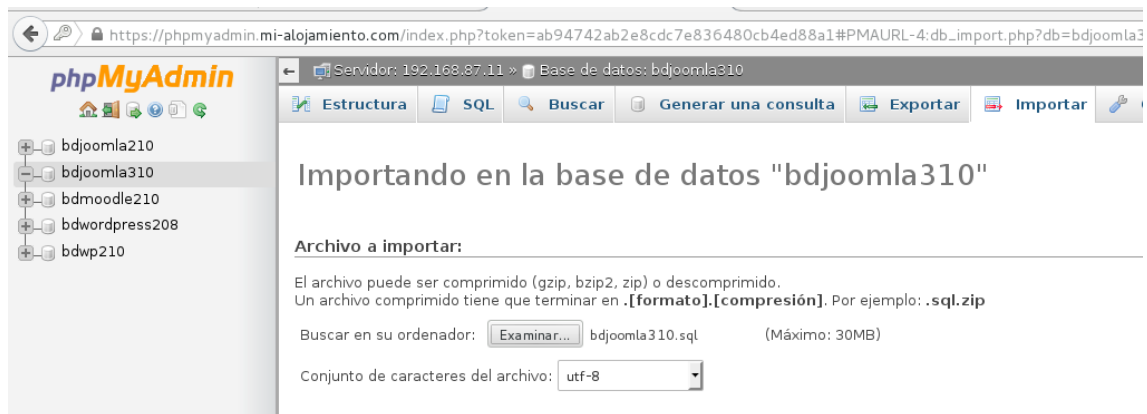 https://phpmyadmin.mi-alojamiento.com/index.php?token=ab94742ab2e8cdc7e836480cb4ed88a1#PMAURL-4:db_import.php?db=bdjoomla3
phpMyAdmin
Servidor: 192.168.87.11 » Base de datos: bdjoomla310
Estructura SQL Buscar Generar una consulta Exportar Importar
bdjoomla210
bdjoomla310
bdmoodle210
bdwordpress208
bdwp210
Importando en la base de datos "bdjoomla310"
Archivo a importar:
El archivo puede ser comprimido (gzip, bzip2, zip) o descomprimido.
Un archivo comprimido tiene que terminar en .[formato].[compresión]. Por ejemplo: .sql.zip
Buscar en su ordenador: Examinar... bdjoomla310.sql (Máximo: 30MB)
Conjunto de caracteres del archivo: utf-8